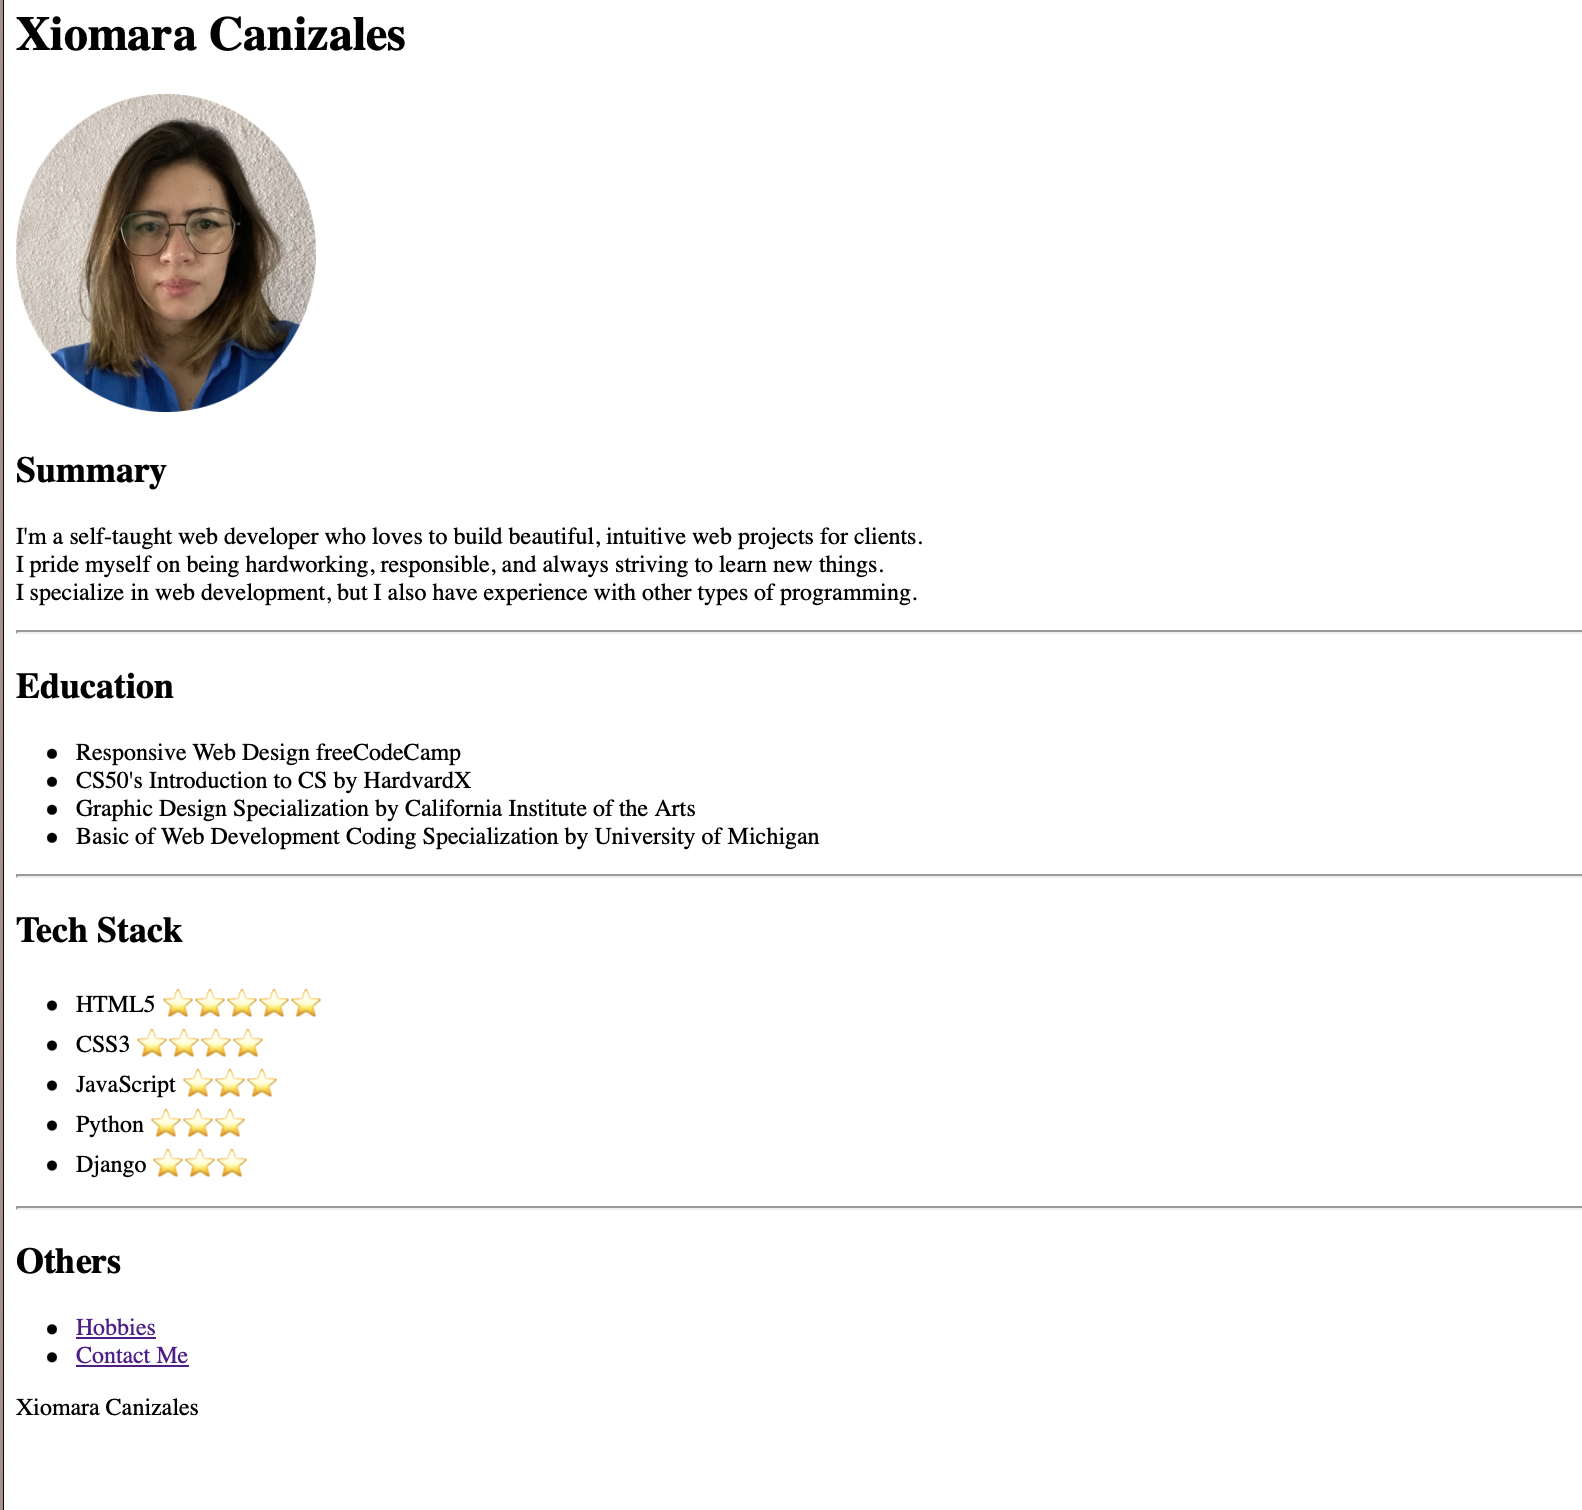 Xiomara Canizales
Summary
I'm a self-taught web developer who loves to build beautiful, intuitive web projects for clients.
I pride myself on being hardworking, responsible, and always striving to learn new things.
I specialize in web development, but I also have experience with other types of programming.
Education
Responsive Web Design freeCodeCamp
CS50's Introduction to CS by HardvardX
Graphic Design Specialization by California Institute of the Arts
Basic of Web Development Coding Specialization by University of Michigan
Tech Stack
HTML5 ⭐⭐⭐⭐⭐
CSS3 ⭐⭐⭐⭐
JavaScript ⭐⭐⭐
Python ⭐⭐⭐
Django ⭐⭐⭐
Others
Hobbies
Contact Me
Xiomara Canizales